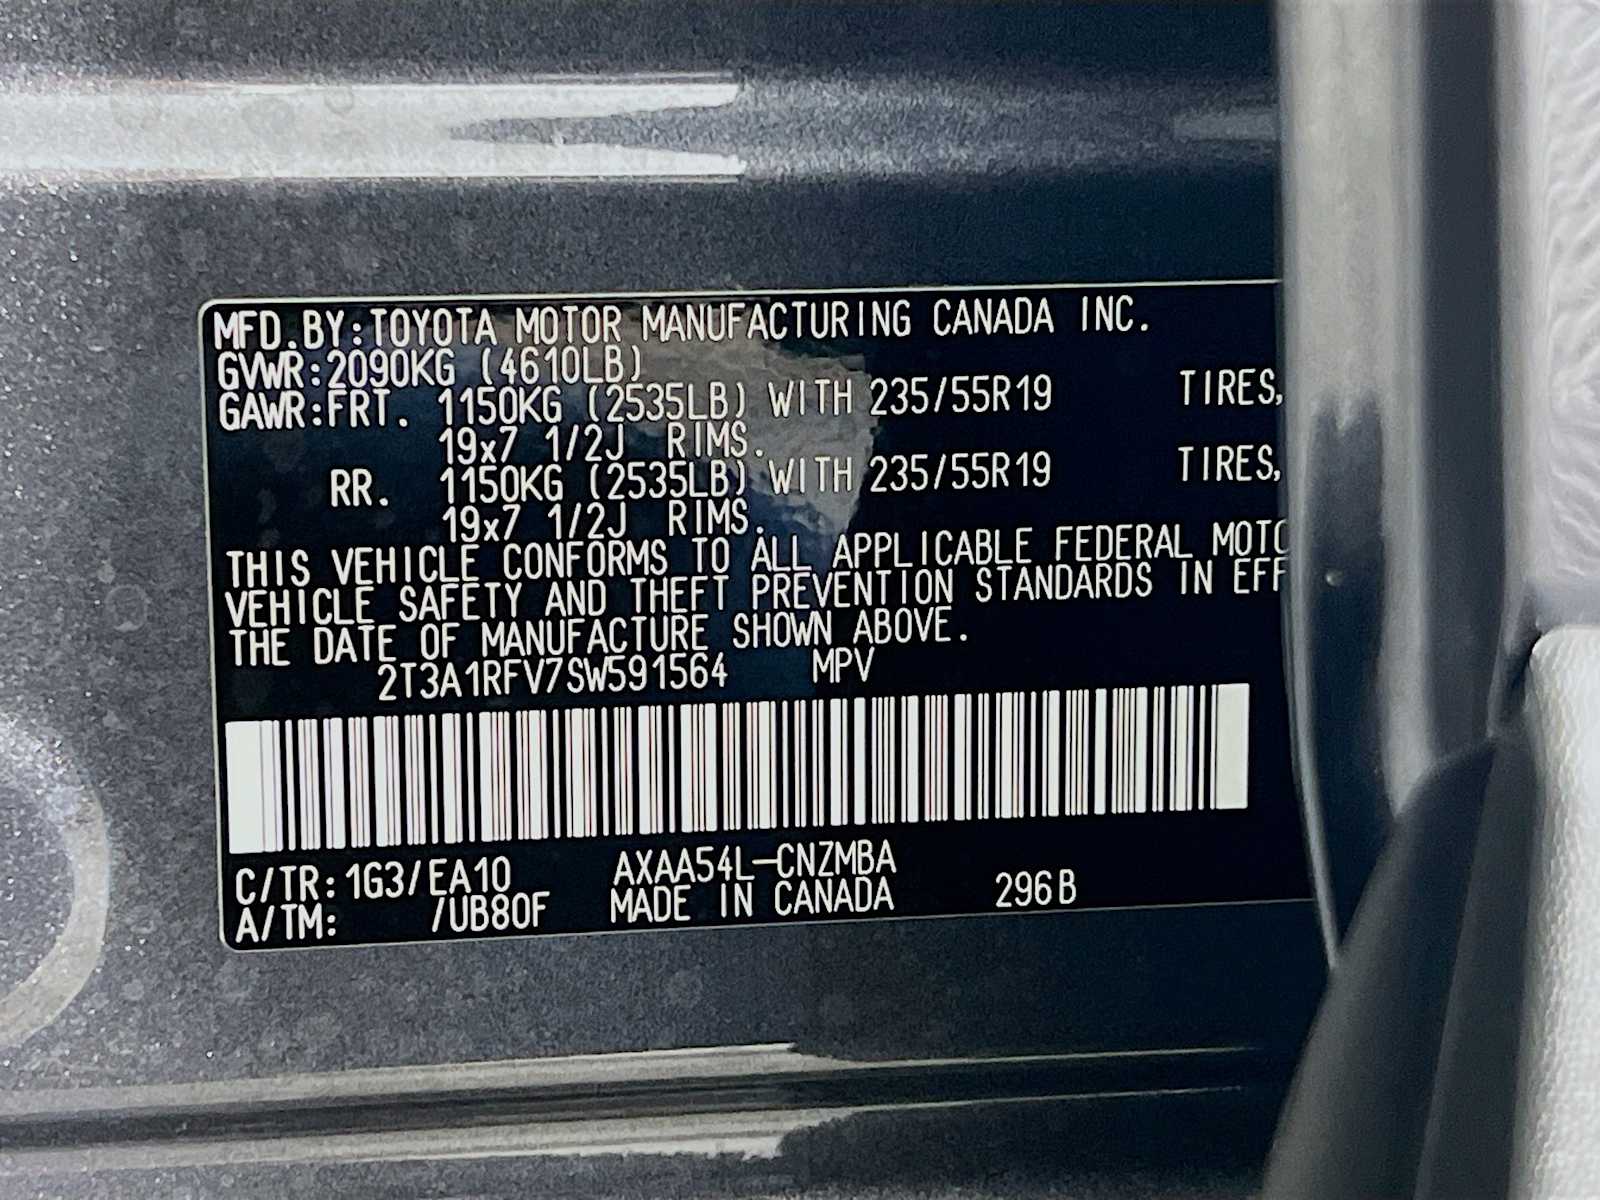 MFD.BY:TOYOTA MOTOR MANUFACTURING CANADA INC.
GVWR:2090KG (4610LB)
GAWR:FRT. 1150KG (2535LB) WITH 235/55R19 TIRES,
19x7 1/2J RIMS.
RR. 1150KG (2535LB) WITH 235/55R19 TIRES,
19x7 1/2J RIMS.
THIS VEHICLE CONFORMS TO ALL APPLICABLE FEDERAL MOTO
VEHICLE SAFETY AND THEFT PREVENTION STANDARDS IN EFF
THE DATE OF MANUFACTURE SHOWN ABOVE.
2T3A1RFV7SW591564 MPV
C/TR:1G3/EA10 AXAA54L-CNZMBA
A/TM: /UB80F MADE IN CANADA 296B